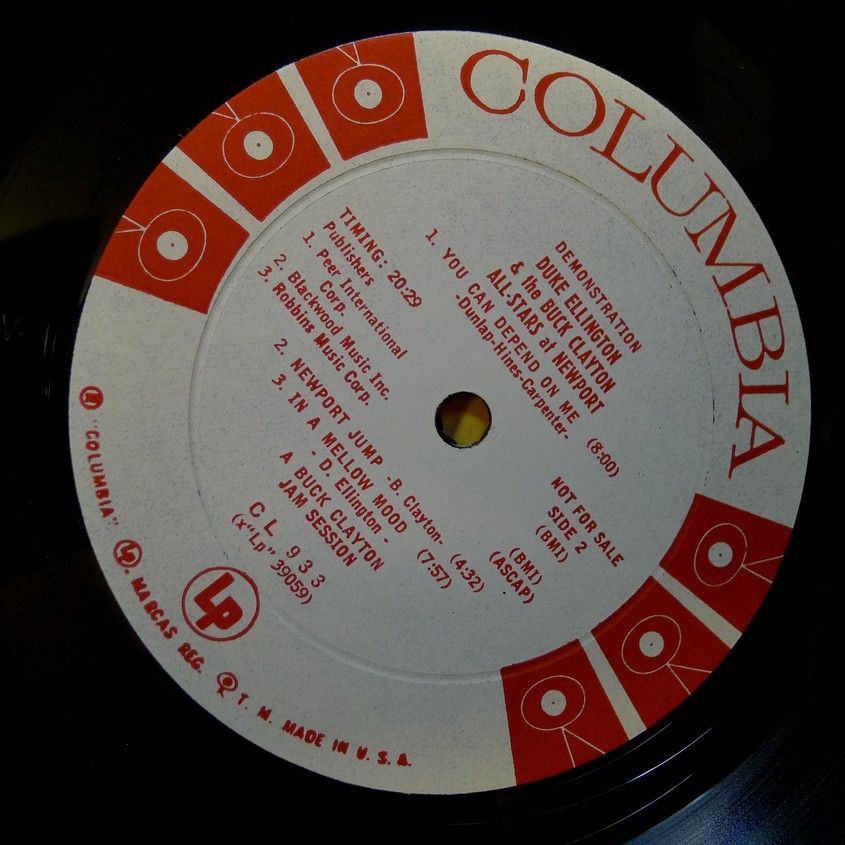 COLUMBIA
DEMONSTRATION
DUKE ELLINGTON
& the BUCK CLAYTON
ALL-STARS at NEWPORT
NOT FOR SALE
SIDE 2
1. YOU CAN DEPEND ON ME (8:00) (BMI)
-Dunlap-Hines-Carpenter-
TIMING: 20:29
Publishers
1. Peer International
Corp.
2. Blackwood Music Inc.
3. Robbins Music Corp.
2. NEWPORT JUMP -B. Clayton- (4:32) (BMI)
3. IN A MELLOW MOOD (7:57) (ASCAP)
- D. Ellington -
A BUCK CLAYTON
JAM SESSION
CL 933
(x"Lp" 39059)
LP
"COLUMBIA" LP. MARCAS REG. T. M. MADE IN U. S. A.